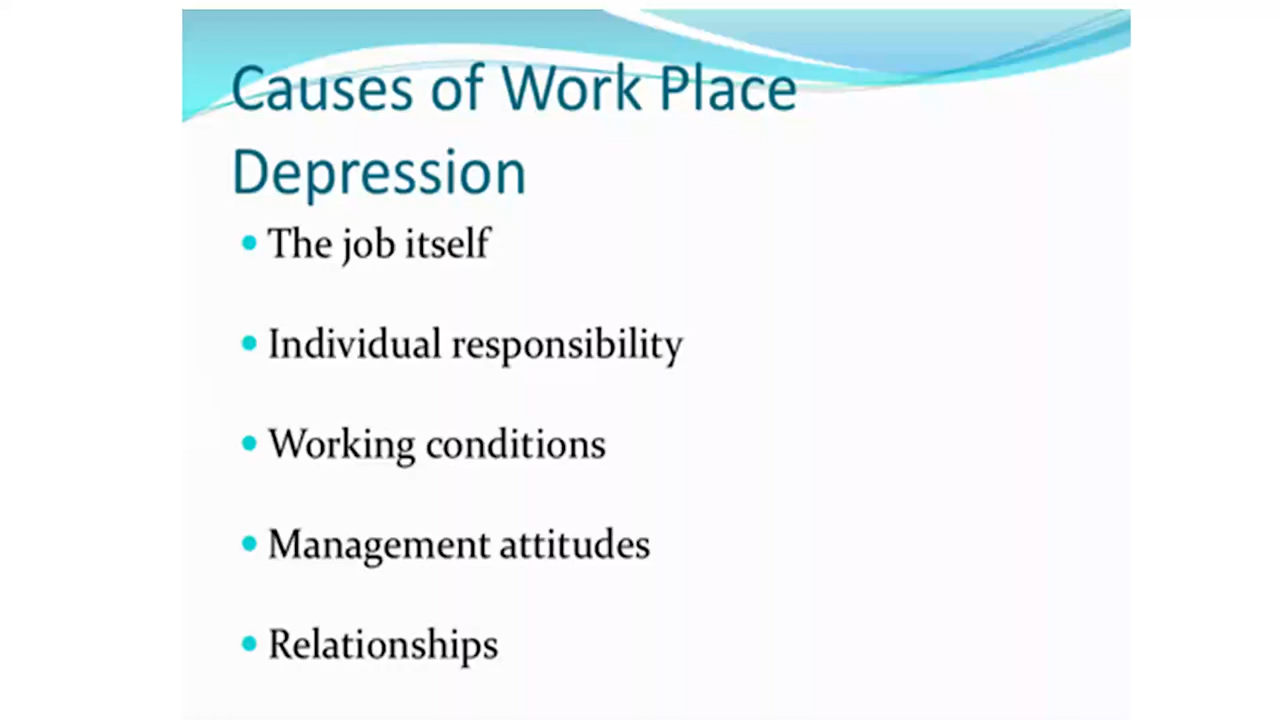 Causes of Work Place
Depression
• The job itself
• Individual responsibility
• Working conditions
• Management attitudes
• Relationships